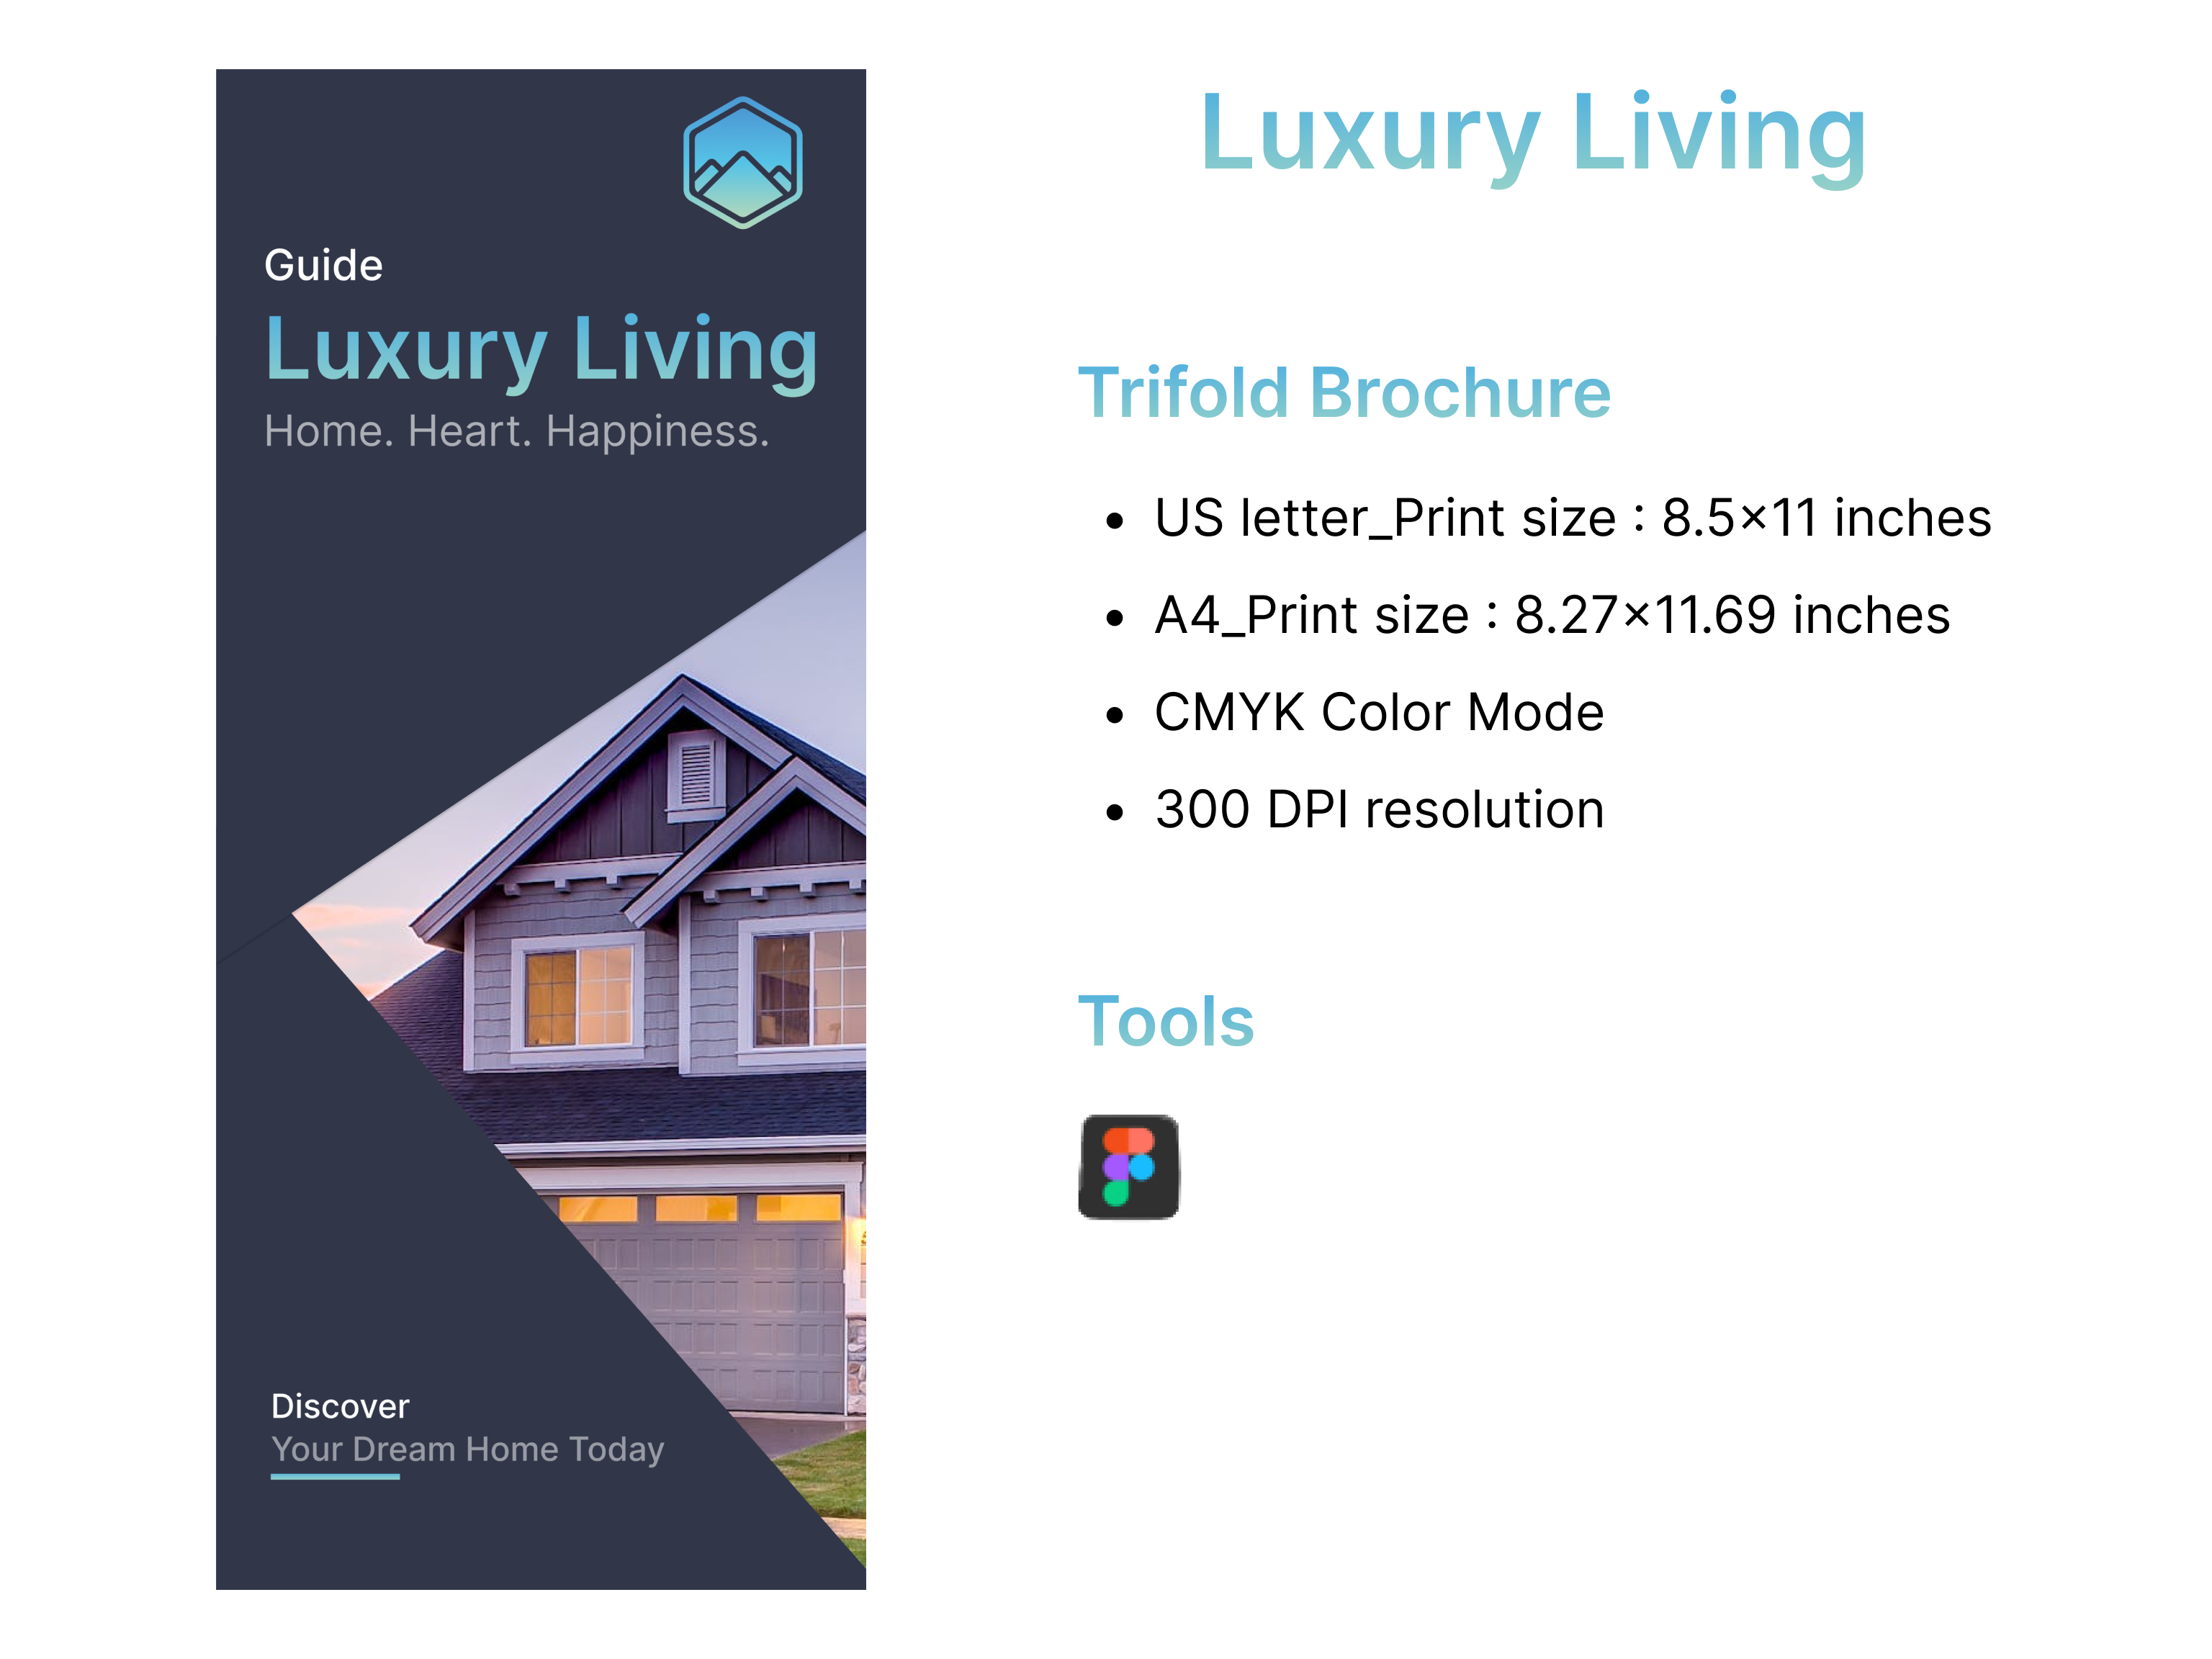 Guide
Luxury Living
Home. Heart. Happiness.
Discover
Your Dream Home Today
Luxury Living
Trifold Brochure
• US letter_Print size : 8.5×11 inches
• A4_Print size : 8.27×11.69 inches
• CMYK Color Mode
• 300 DPI resolution
Tools